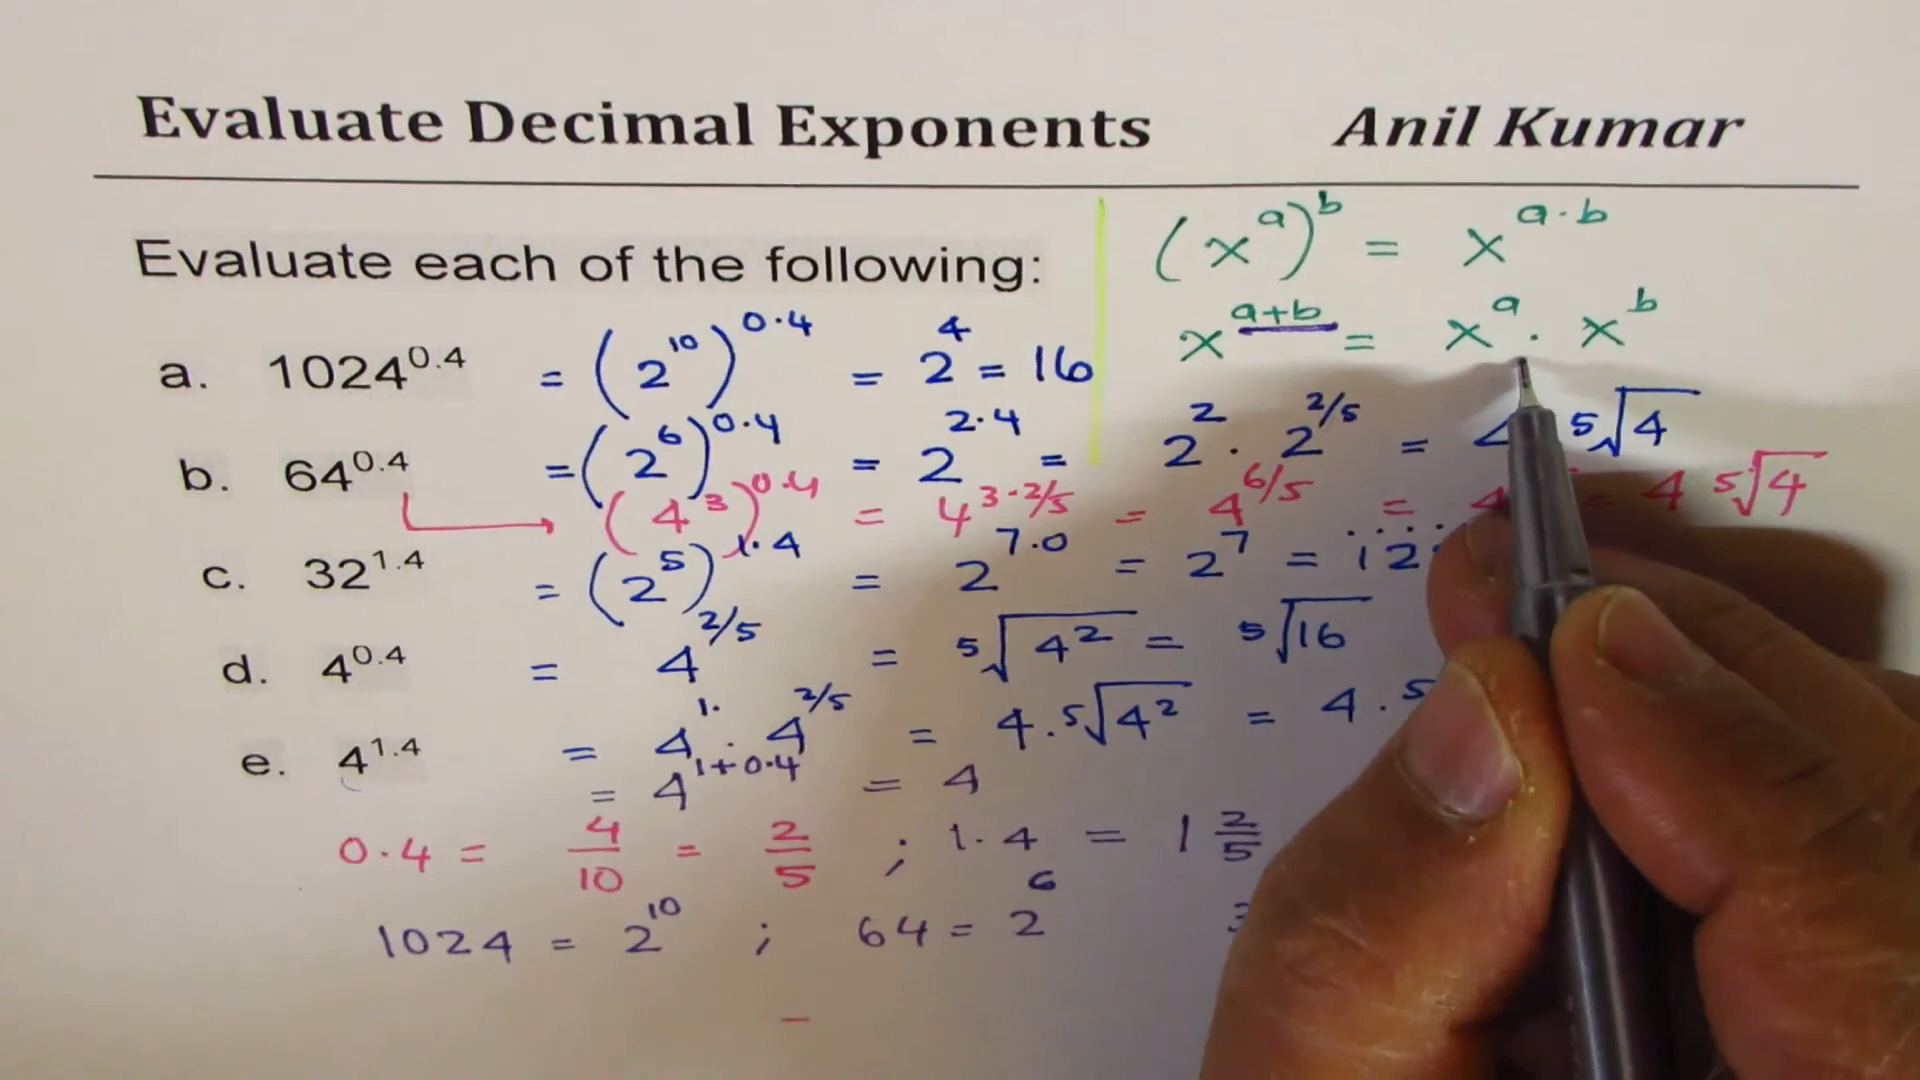 Evaluate Decimal Exponents Anil Kumar
Evaluate each of the following:
(x^a)^b = x^(a·b)
x^(a+b) = x^a · x^b
a. 1024^0.4 = (2^10)^0·4 = 2^4 = 16
b. 64^0.4 = (2^6)^0·4 = 2^2·4 = 2^2 · 2^2/5 = ⁵√4
(4^3)^0·4 = 4^3·2/5 = 4^6/5 = 4 = 4 ⁵√4
c. 32^1.4 = (2^5)^1·4 = 2^7·0 = 2^7 = 12
d. 4^0.4 = 4^2/5 = ⁵√4^2 = ⁵√16
e. 4^1.4 = 4^1· · 4^2/5 = 4·⁵√4^2 = 4·⁵
= 4^1+0·4 = 4
0·4 = 4/10 = 2/5 ; 1·4 = 1 2/5
1024 = 2^10 ; 64 = 2^6